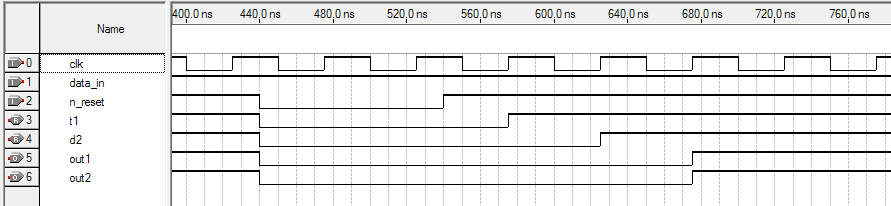 Name
400.0 ns 440.0 ns 480.0 ns 520.0 ns 560.0 ns 600.0 ns 640.0 ns 680.0 ns 720.0 ns 760.0 ns
0 clk
1 data_in
2 n_reset
3 t1
4 d2
5 out1
6 out2